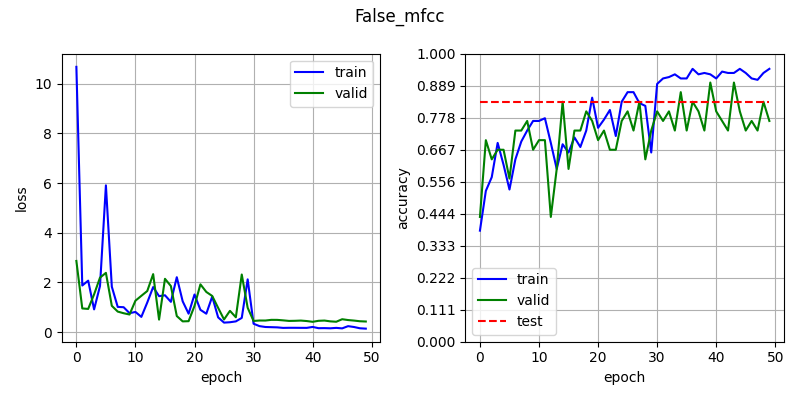 False_mfcc
train
valid
loss
10
8
6
4
2
0
0 10 20 30 40 50
epoch
accuracy
1.000
0.889
0.778
0.667
0.556
0.444
0.333
0.222
0.111
0.000
train
valid
test
0 10 20 30 40 50
epoch